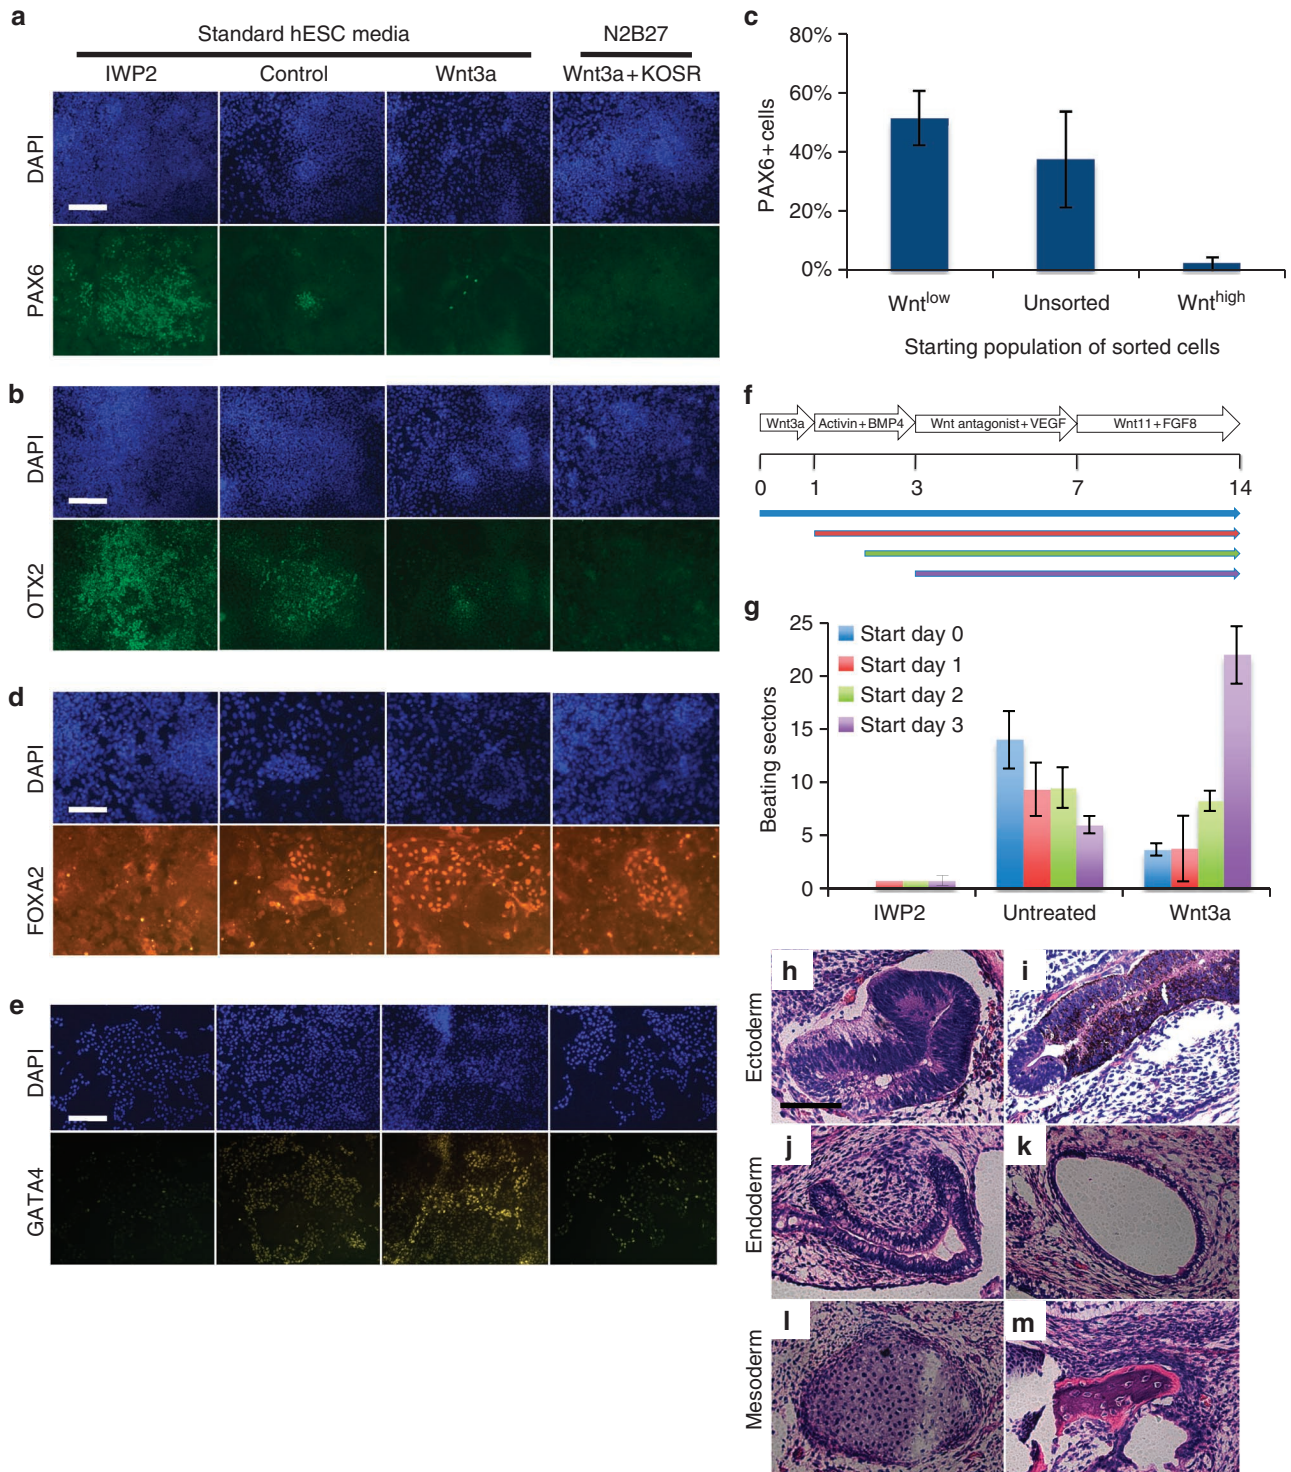 a
Standard hESC media
N2B27
IWP2
Control
Wnt3a
Wnt3a+KOSR
DAPI
PAX6
b
DAPI
OTX2
d
DAPI
FOXA2
e
DAPI
GATA4
c
80%
60%
40%
20%
0%
PAX6+cells
Wntlow
Unsorted
Wnthigh
Starting population of sorted cells
f
Wnt3a
Activin+BMP4
Wnt antagonist+VEGF
Wnt11+FGF8
0
1
3
7
14
g
25
20
15
10
5
0
Beating sectors
Start day 0
Start day 1
Start day 2
Start day 3
IWP2
Untreated
Wnt3a
h
i
Ectoderm
j
k
Endoderm
l
m
Mesoderm